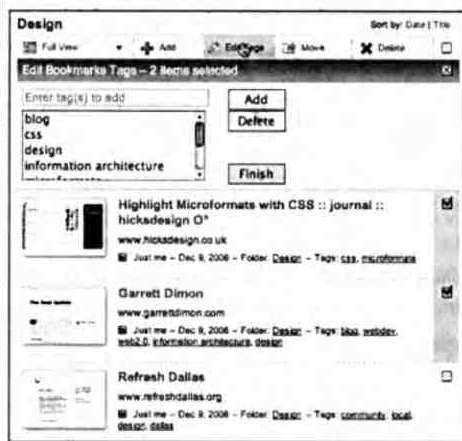 Design Sort by: Date | Title
Full View Add Edit Tags Move Delete
Edit Bookmarks Tags – 2 items selected
Enter tag(s) to add Add
blog Delete
css
design
information architecture
microformats Finish
Highlight Microformats with CSS :: journal ::
hicksdesign O*
www.hicksdesign.co.uk
Just me – Dec 9, 2006 – Folder: Design – Tags: css, microformats
Garrett Dimon
www.garrettdimon.com
Just me – Dec 9, 2006 – Folder: Design – Tags: blog, webdev,
web2.0, information architecture, design
Refresh Dallas
www.refreshdallas.org
Just me – Dec 9, 2006 – Folder: Design – Tags: community, local,
design, dallas